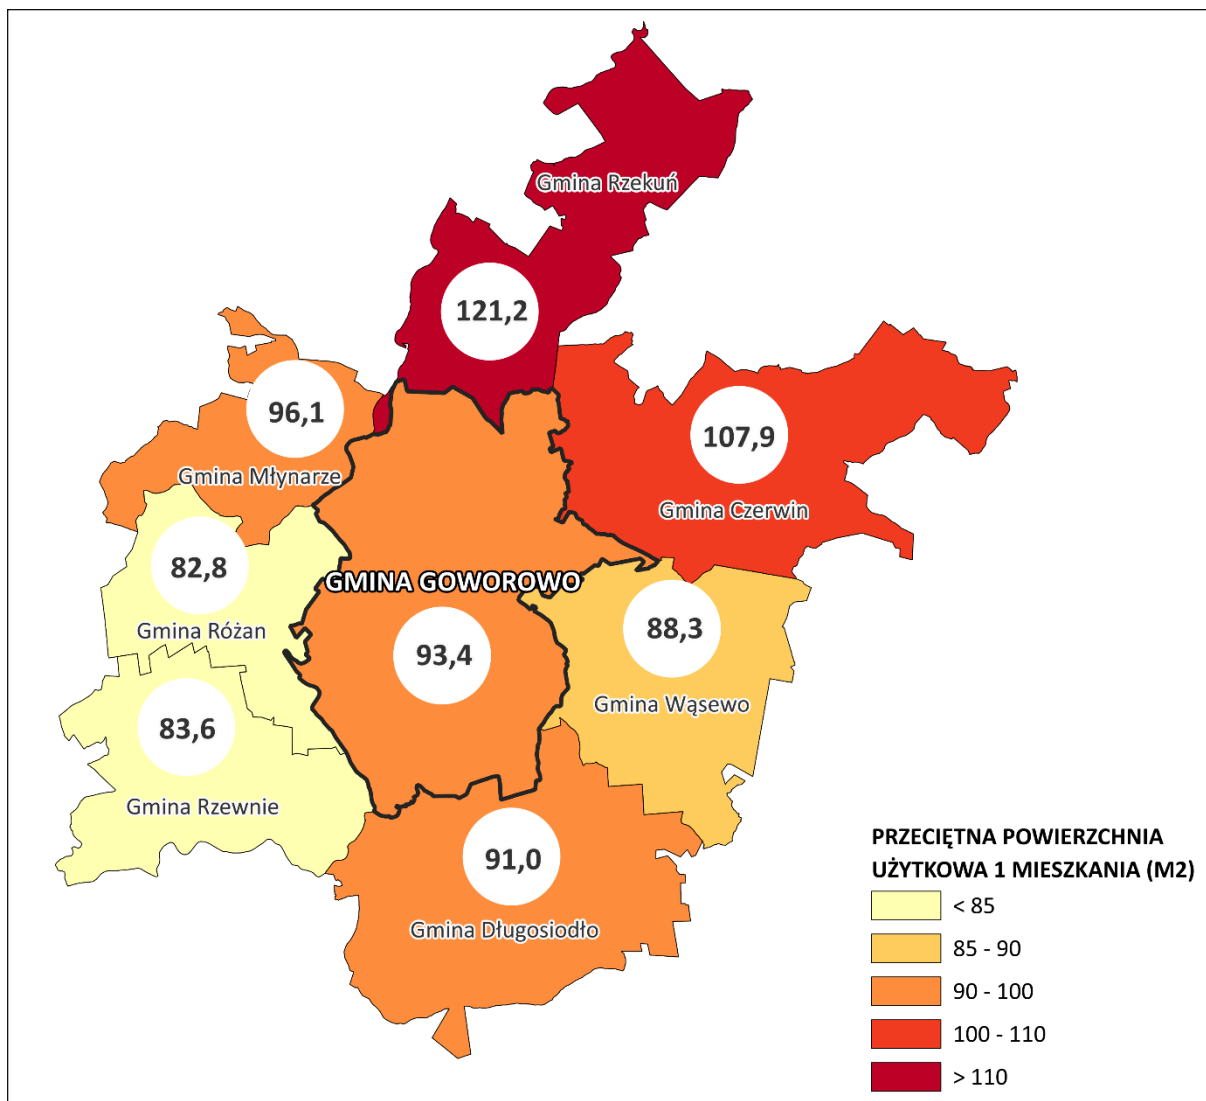 Gmina Rzekuń
121,2
96,1
Gmina Młynarze
107,9
Gmina Czerwin
82,8
Gmina Różan
GMINA GOWOROWO
93,4
88,3
Gmina Wąsewo
83,6
Gmina Rzewnie
91,0
Gmina Długosiodło
PRZECIĘTNA POWIERZCHNIA
UŻYTKOWA 1 MIESZKANIA (M2)
< 85
85 - 90
90 - 100
100 - 110
> 110